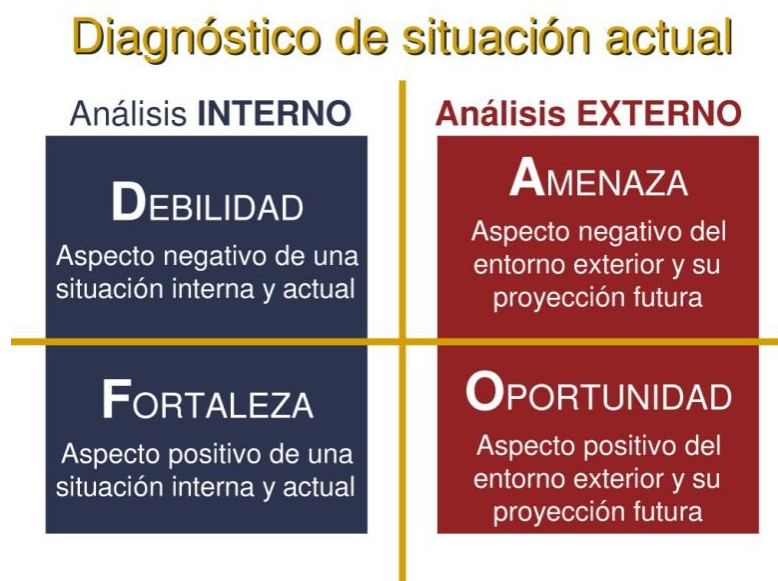 Diagnóstico de situación actual
Análisis INTERNO
DEBILIDAD
Aspecto negativo de una
situación interna y actual
FORTALEZA
Aspecto positivo de una
situación interna y actual
Análisis EXTERNO
AMENAZA
Aspecto negativo del
entorno exterior y su
proyección futura
OPORTUNIDAD
Aspecto positivo del
entorno exterior y su
proyección futura